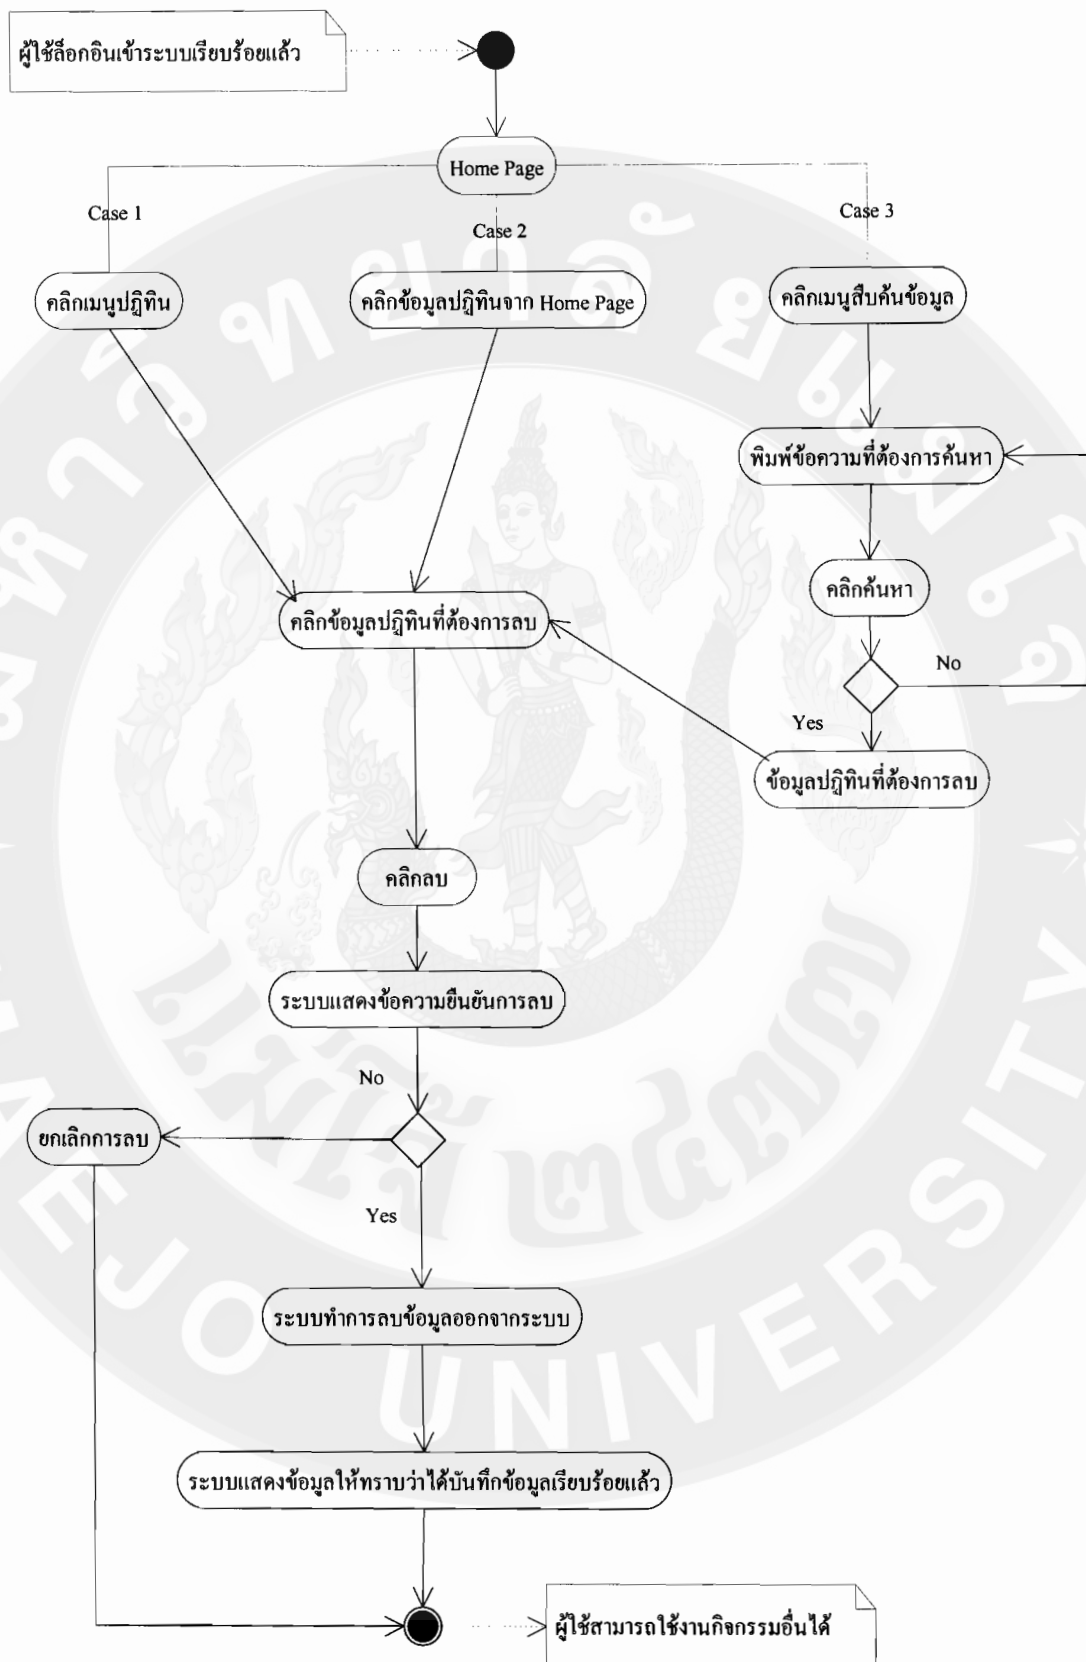 ผู้ใช้ล็อกอินเข้าระบบเรียบร้อยแล้ว
Home Page
Case 1
Case 2
Case 3
คลิกเมนูปฏิทิน
คลิกข้อมูลปฏิทินจาก Home Page
คลิกเมนูสืบค้นข้อมูล
พิมพ์ข้อความที่ต้องการค้นหา
คลิกค้นหา
คลิกข้อมูลปฏิทินที่ต้องการลบ
No
Yes
ข้อมูลปฏิทินที่ต้องการลบ
คลิกลบ
ระบบแสดงข้อความยืนยันการลบ
No
ยกเลิกการลบ
Yes
ระบบทำการลบข้อมูลออกจากระบบ
ระบบแสดงข้อมูลให้ทราบว่าได้บันทึกข้อมูลเรียบร้อยแล้ว
ผู้ใช้สามารถใช้งานกิจกรรมอื่นได้
แม่โจ้ ๒๔๗๗
UNIVERSITY